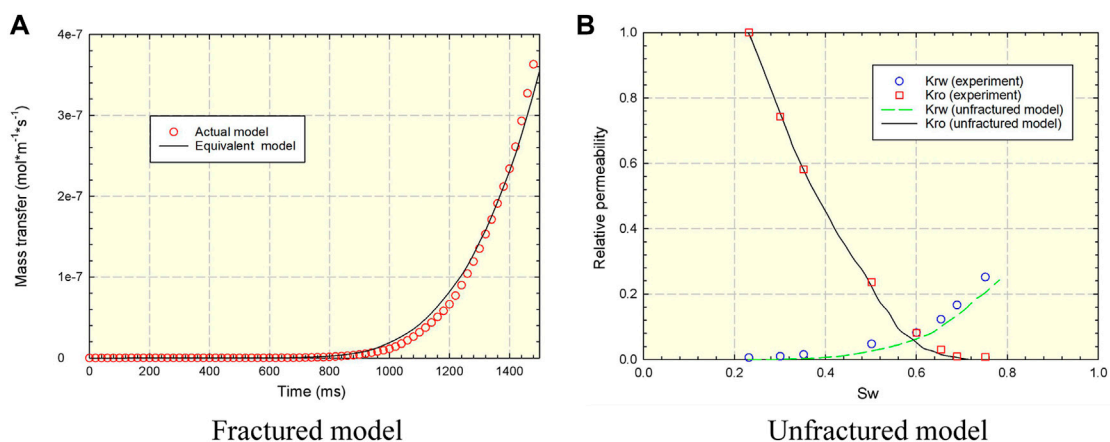 A
4e-7
3e-7
2e-7
1e-7
0
Mass transfer (mol*m-1*s-1)
Actual model
Equivalent model
0 200 400 600 800 1000 1200 1400
Time (ms)
Fractured model
B
1.0
0.8
0.6
0.4
0.2
0.0
Relative permeability
Krw (experiment)
Kro (experiment)
Krw (unfractured model)
Kro (unfractured model)
0.0 0.2 0.4 0.6 0.8 1.0
Sw
Unfractured model